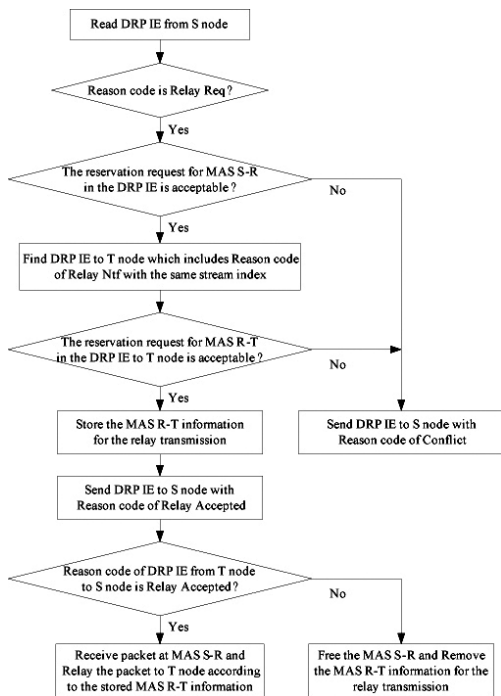 Read DRP IE from S node
Reason code is Relay Req?
Yes
The reservation request for MAS S-R
in the DRP IE is acceptable?
No
Yes
Find DRP IE to T node which includes Reason code
of Relay Ntf with the same stream index
The reservation request for MAS R-T
in the DRP IE to T node is acceptable?
No
Yes
Store the MAS R-T information
for the relay transmission
Send DRP IE to S node with
Reason code of Conflict
Send DRP IE to S node with
Reason code of Relay Accepted
Reason code of DRP IE from T node
to S node is Relay Accepted?
No
Yes
Receive packet at MAS S-R and
Relay the packet to T node according
to the stored MAS R-T information
Free the MAS S-R and Remove
the MAS R-T information for the
relay transmission